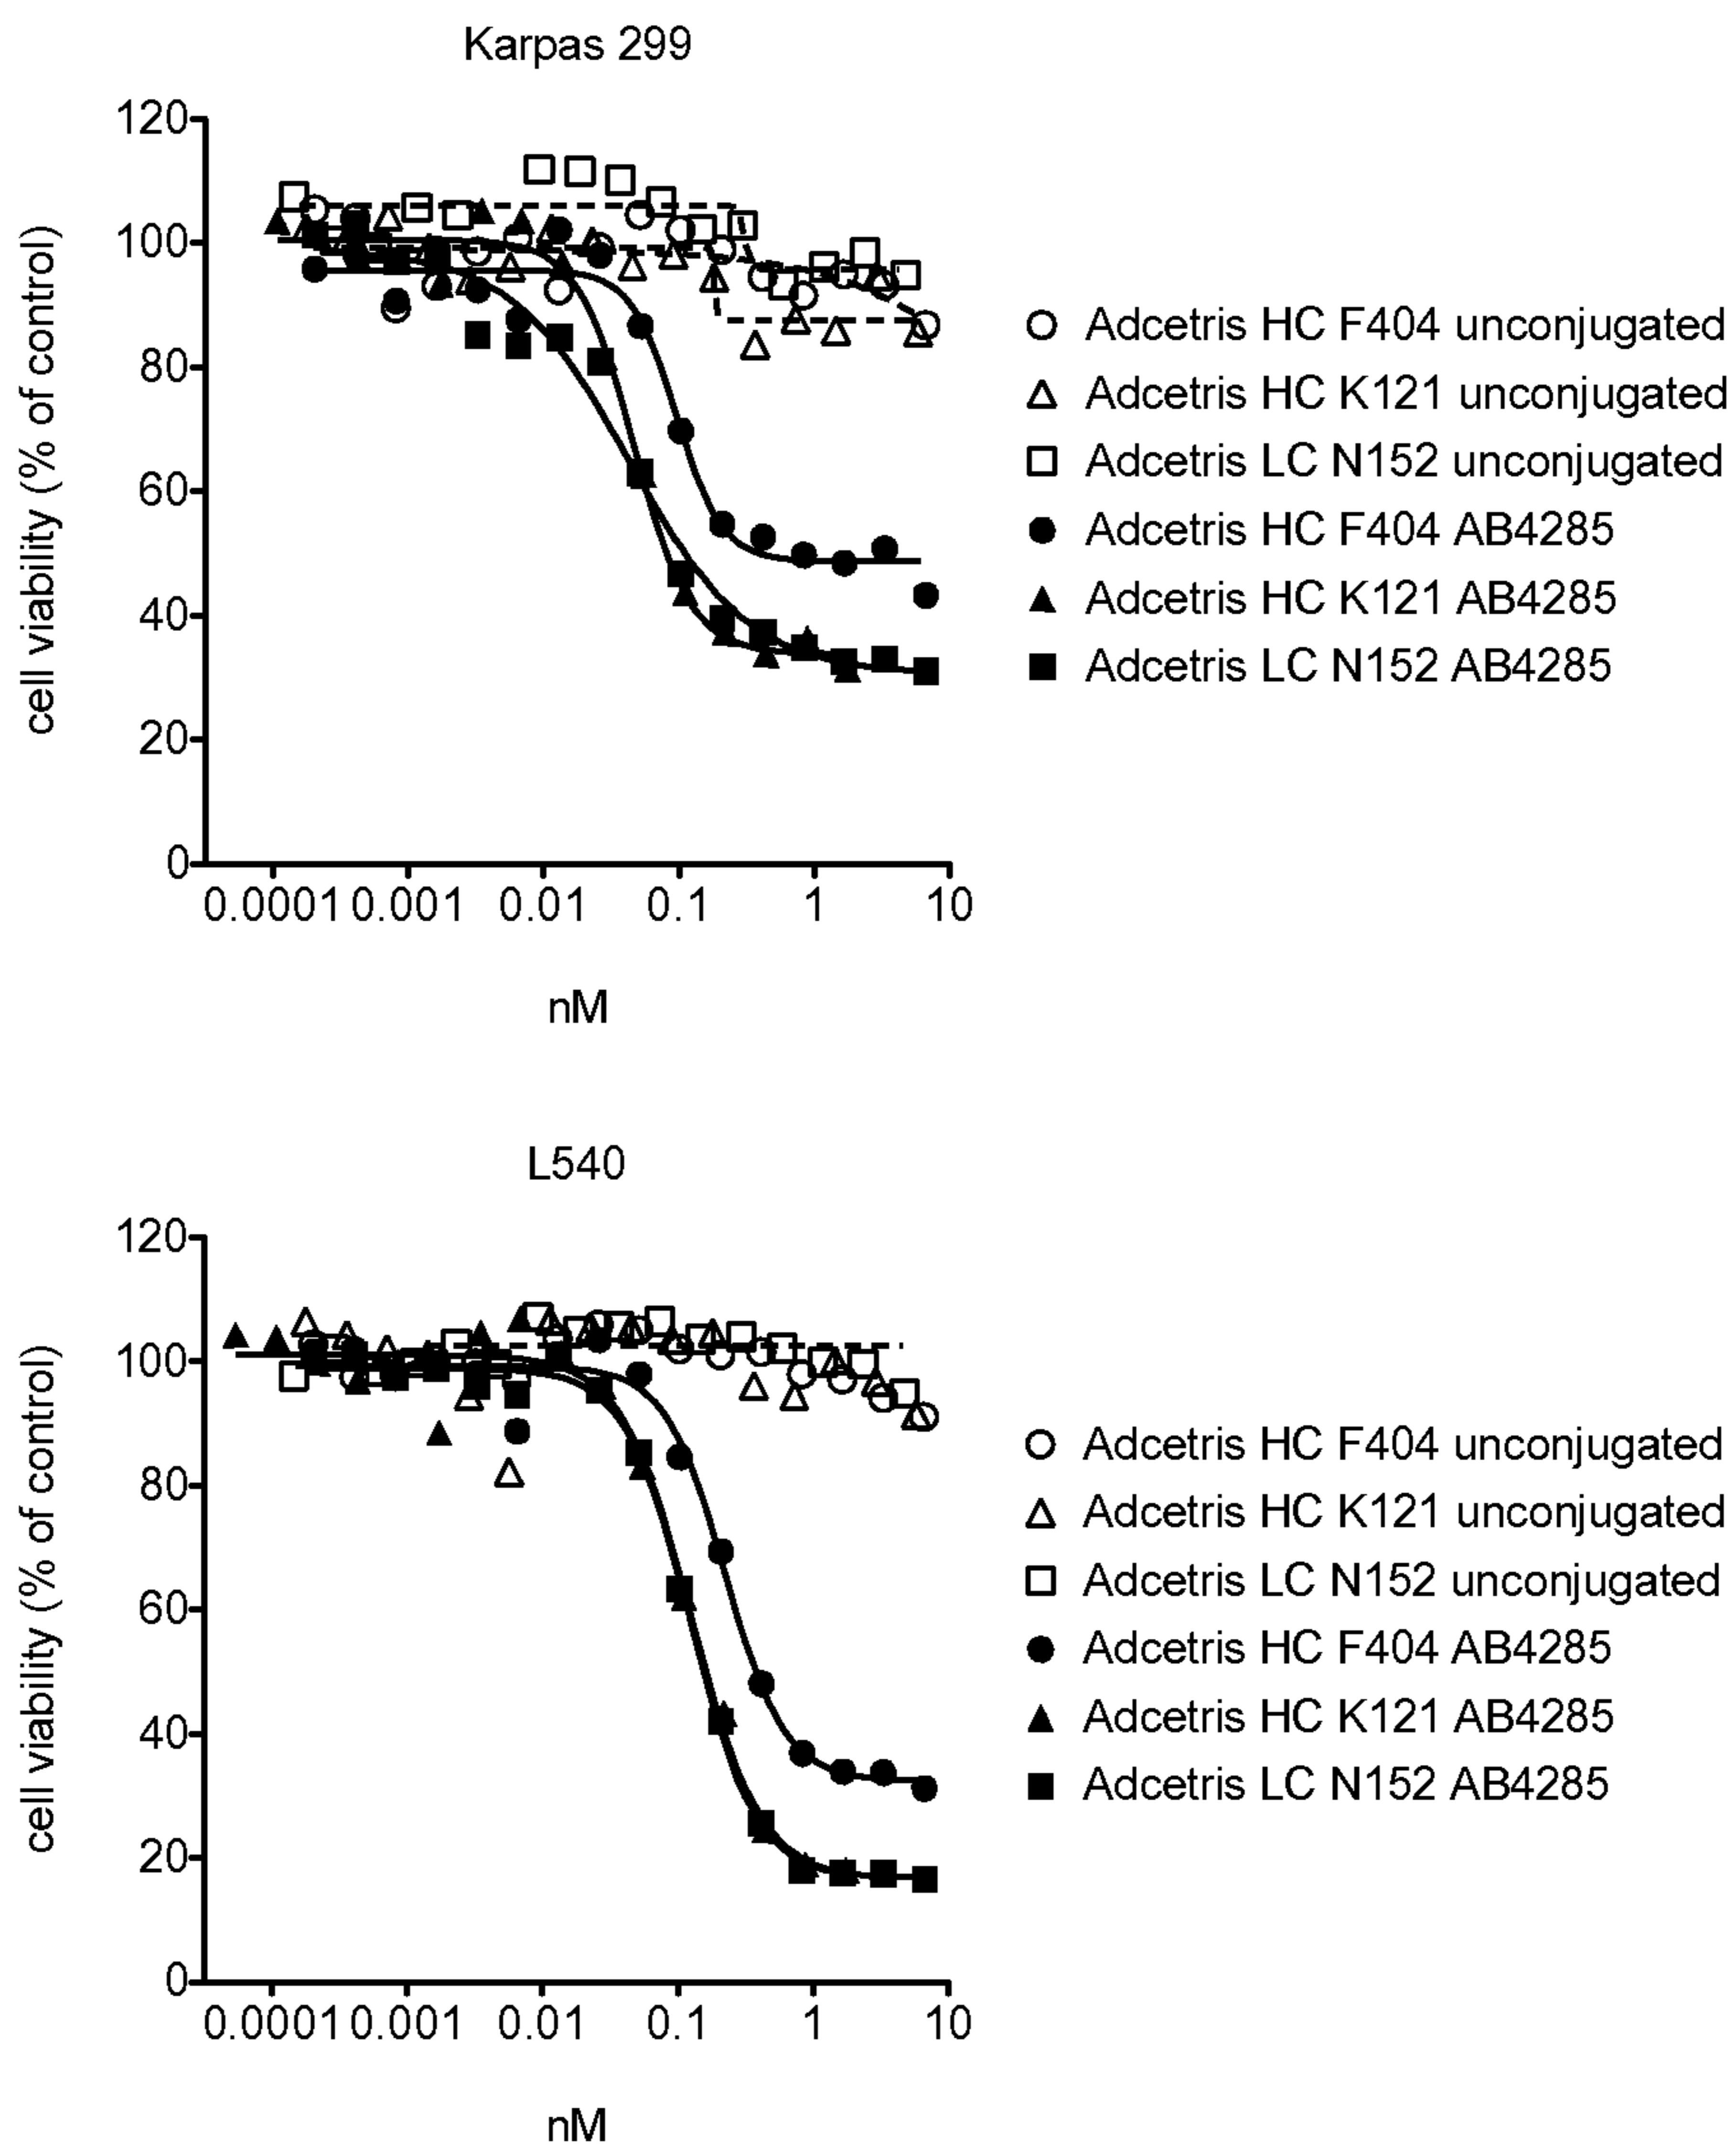 Karpas 299
120
100
80
60
40
20
0
cell viability (% of control)
0.0001 0.001 0.01 0.1 1 10
nM
Adcetris HC F404 unconjugated
Adcetris HC K121 unconjugated
Adcetris LC N152 unconjugated
Adcetris HC F404 AB4285
Adcetris HC K121 AB4285
Adcetris LC N152 AB4285
L540
120
100
80
60
40
20
0
cell viability (% of control)
0.0001 0.001 0.01 0.1 1 10
nM
Adcetris HC F404 unconjugated
Adcetris HC K121 unconjugated
Adcetris LC N152 unconjugated
Adcetris HC F404 AB4285
Adcetris HC K121 AB4285
Adcetris LC N152 AB4285